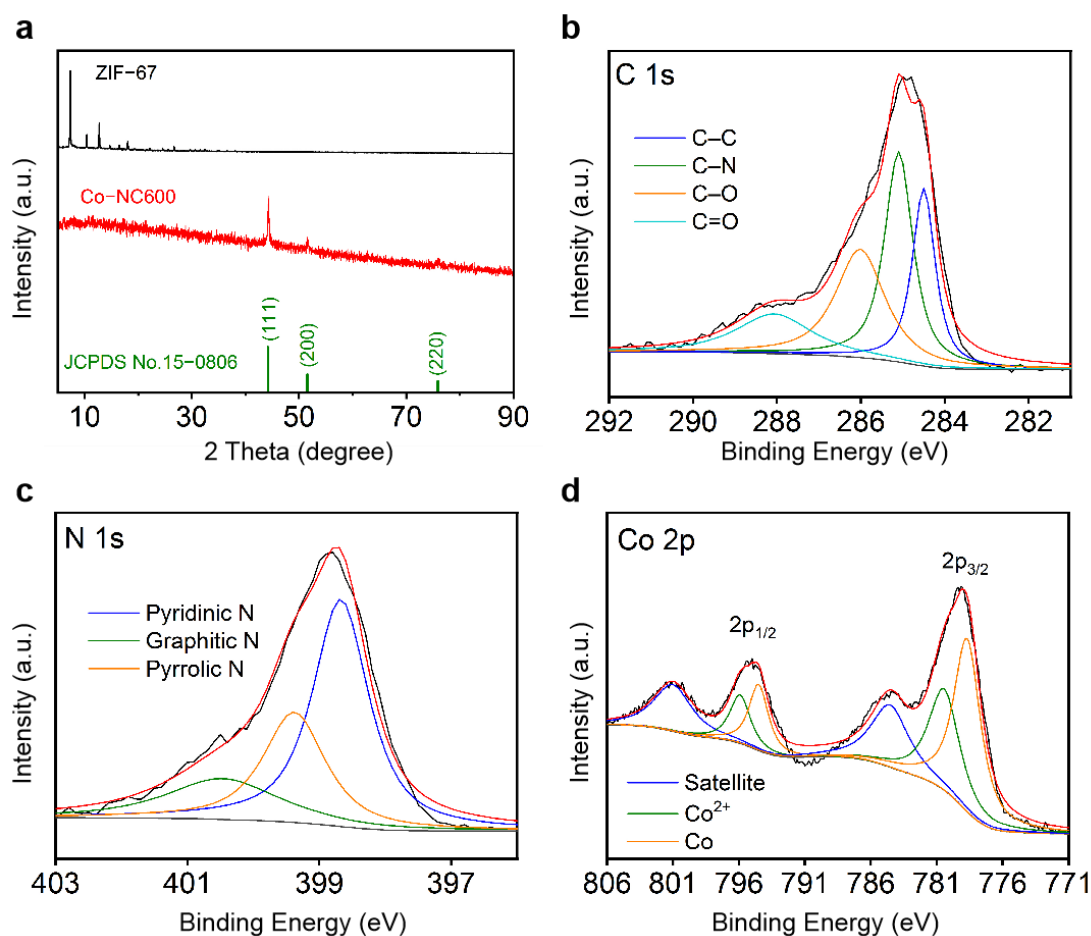 a
ZIF−67
Co−NC600
(111)
(200)
(220)
JCPDS No.15−0806
Intensity (a.u.)
10 30 50 70 90
2 Theta (degree)
b
C 1s
C−C
C−N
C−O
C=O
Intensity (a.u.)
292 290 288 286 284 282
Binding Energy (eV)
c
N 1s
Pyridinic N
Graphitic N
Pyrrolic N
Intensity (a.u.)
403 401 399 397
Binding Energy (eV)
d
Co 2p
2p3/2
2p1/2
Satellite
Co2+
Co
Intensity (a.u.)
806 801 796 791 786 781 776 771
Binding Energy (eV)